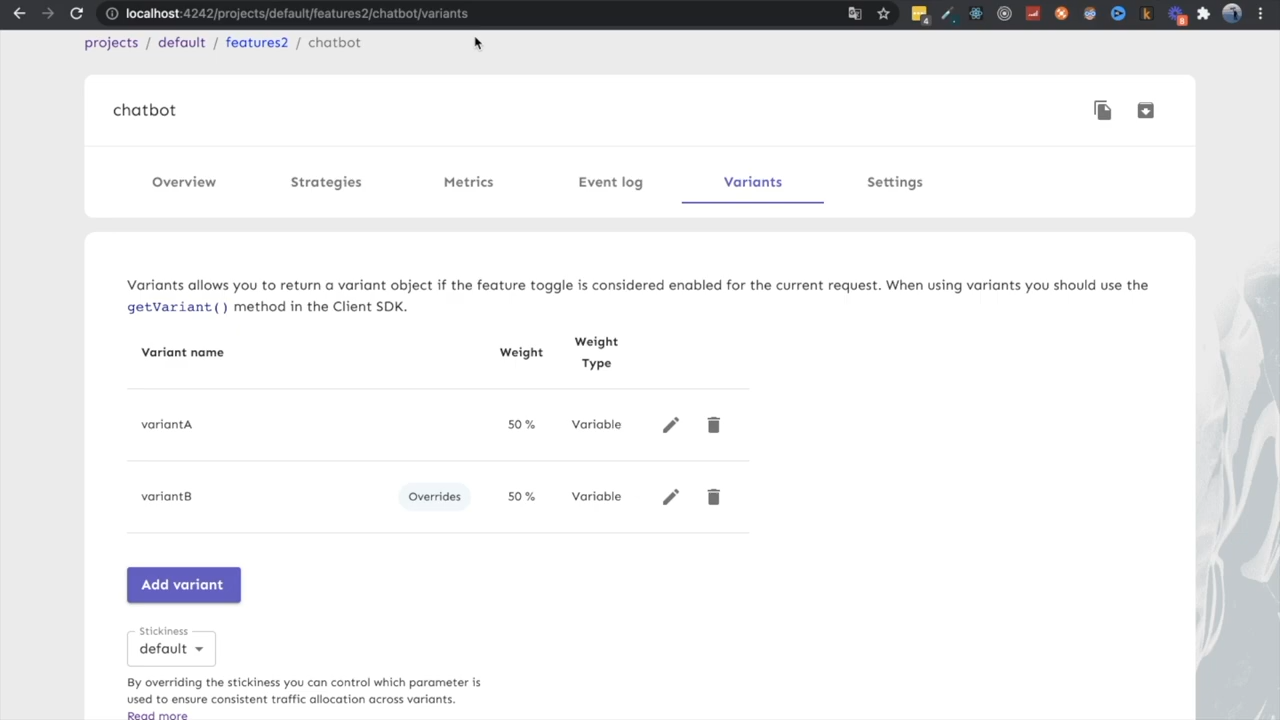 localhost:4242/projects/default/features2/chatbot/variants
4
8
projects / default / features2 / chatbot
chatbot
Overview Strategies Metrics Event log Variants Settings
Variants allows you to return a variant object if the feature toggle is considered enabled for the current request. When using variants you should use the
getVariant() method in the Client SDK.
Variant name Weight Weight
Type
variantA 50 % Variable
variantB Overrides 50 % Variable
Add variant
Stickiness
default
By overriding the stickiness you can control which parameter is
used to ensure consistent traffic allocation across variants.
Read more